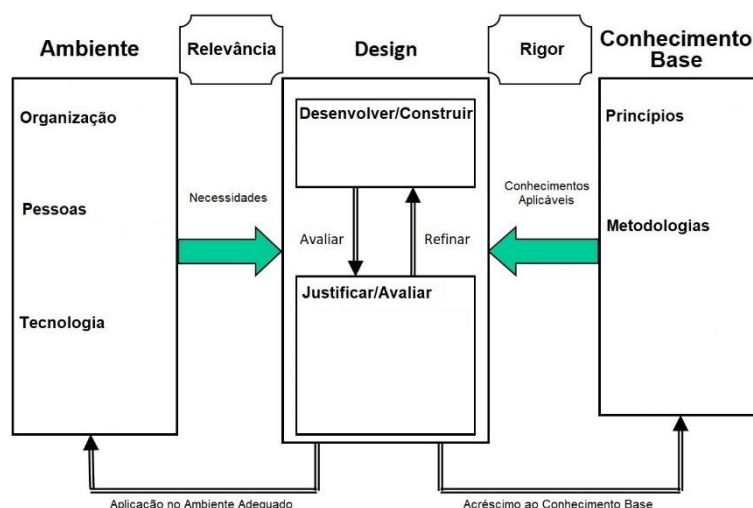 Ambiente
Relevância
Design
Rigor
Conhecimento
Base
Organização
Pessoas
Tecnologia
Necessidades
Desenvolver/Construir
Avaliar
Refinar
Justificar/Avaliar
Conhecimentos
Aplicáveis
Princípios
Metodologias
Aplicação no Ambiente Adequado
Acréscimo ao Conhecimento Base